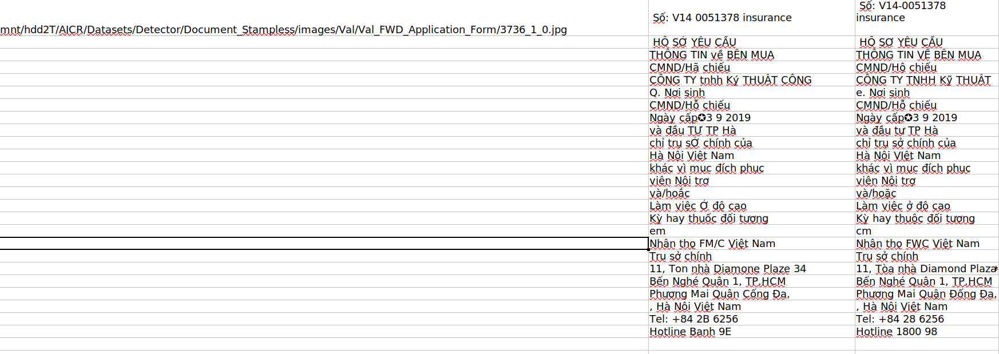 Số: V14-0051378
Số: V14 0051378 insurance
insurance
mnt/hdd2T/AICR/Datasets/Detector/Document_Stampless/images/Val/Val_FWD_Application_Form/3736_1_0.jpg
HỒ SỚ YÊU CẦU HỒ SƠ YÊU CẦU
THÔNG TIN về BÊN MUA THÔNG TIN VỀ BÊN MUA
CMND/Hã chiếu CMND/Hộ chiếu
CÔNG TY tnhh Ký THUẬT CÔNG CÔNG TY TNHH Kỹ THUẬT
Q. Nơi sinh e. Nơi sinh
CMND/Hỗ chiếu CMND/Hỗ chiếu
Ngày cấp✪3 9 2019 Ngày cấp✪3 9 2019
và đầu TƯ TP Hà và đầu tư TP Hà
chỉ trụ sỞ chính của chỉ trụ sở chính của
Hà Nội Việt Nam Hà Nội VIệt Nam
khác vì mục đích phục khác vì mục đích phục
viện Nội trợ viện Nội trợ
và/hoắc và/hoặc
Làm việc Ở độ cao Làm việc ở độ cao
Kỳ hay thuốc đối tượng Kỳ hay thuộc đối tượng
em cm
Nhân thọ FM/C Việt Nam Nhân thọ FWC Việt Nam
Trụ sở chính Trụ sở chính
11, Ton nhà Diamone Plaze 34 11, Tòa nhà Diamond Plaza
Bến Nghé Quận 1, TP.HCM Bến Nghé Quận 1, TP.HCM
Phương Mai Quận Cống Đa, Phương Mai Quận Đống Đa,
, Hà Nội Việt Nam , Hà Nội Việt Nam
Tel: +84 2B 6256 Tel: +84 28 6256
Hotline Banh 9E Hotline 1800 98